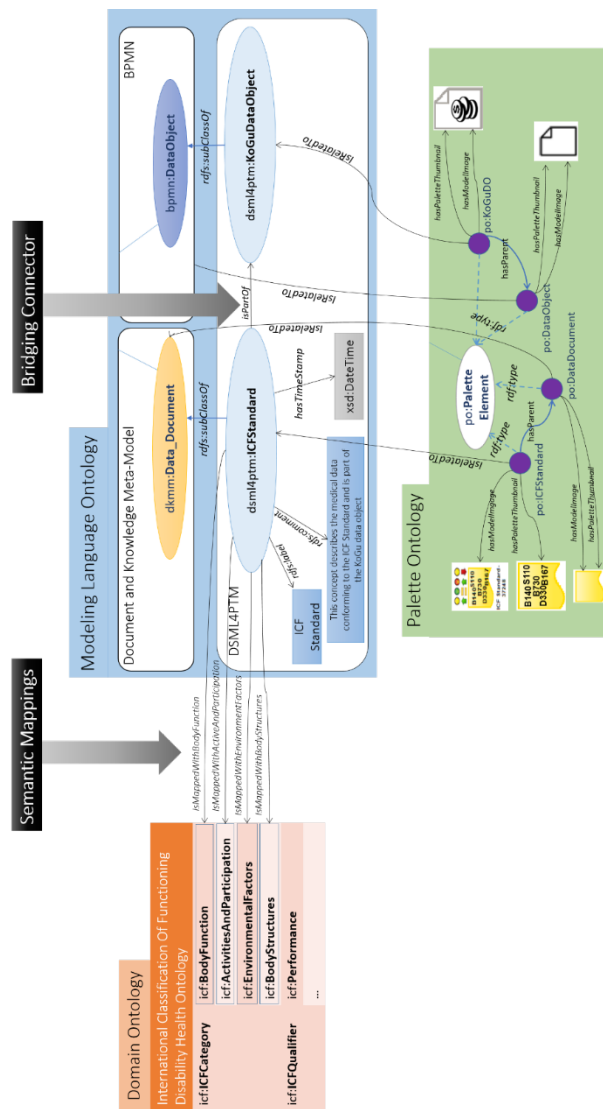 Semantic Mappings
Bridging Connector
Domain Ontology
International Classification Of Functioning
Disability Health Ontology
icf:ICFCategory
icf:BodyFunction
icf:ActivitiesAndParticipation
icf:EnvironmentalFactors
icf:BodyStructures
icf:ICFQualifier
icf:Performance
...
IsMappedWithBodyFunction
IsMappedWithActiveAndParticipation
IsMappedWithEnvironmentFactors
IsMappedWithBodyStructures
Modeling Language Ontology
Document and Knowledge Meta-Model
dkmm:Data_Document
BPMN
bpmn:DataObject
rdfs:subClassOf
rdfs:subClassOf
DSML4PTM
dsml4ptm:ICFStandard
isPartOf
dsml4ptm:KoGuDataObject
rdfs:label
rdfs:comment
hasTimeStamp
ICF
Standard
This concept describes the medical data
conforming to the ICF Standard and is part of
the KoGu data object
xsd:DateTime
IsRelatedTo
IsRelatedTo
IsRelatedTo
IsRelatedTo
Palette Ontology
po:Palette
Element
rdf:type
rdf:type
rdf:type
po:ICFStandard
hasParent
po:DataDocument
po:DataObject
hasParent
po:KoGuDO
hasModelImage
hasPaletteThumbnail
hasModelImage
hasPaletteThumbnail
hasPaletteThumbnail
hasModelImage
hasPaletteThumbnail
hasModelImage
B140 S110
B730
D330 B167
ICF Standard-
B140 S110
B730
D330B167